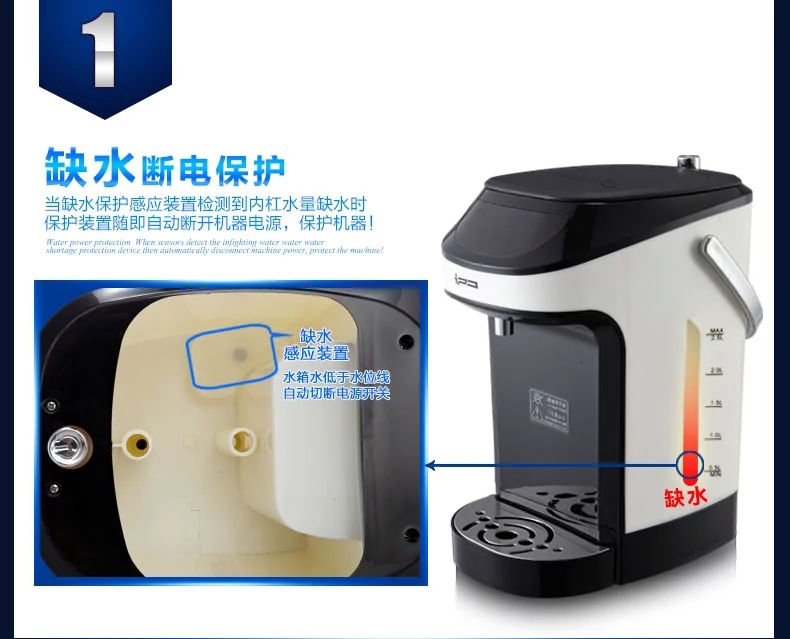 1
缺水断电保护
当缺水保护感应装置检测到内杠水量缺水时
保护装置随即自动断开机器电源，保护机器！
Water power protection When sensors detect the infighting water water water
shortage protection device then automatically disconnect machine power, protect the machine!
缺水
感应装置
水箱水低于水位线
自动切断电源开关
MAX
2.5L
2.0L
1.5L
1.0L
0.5L
MIN
缺水